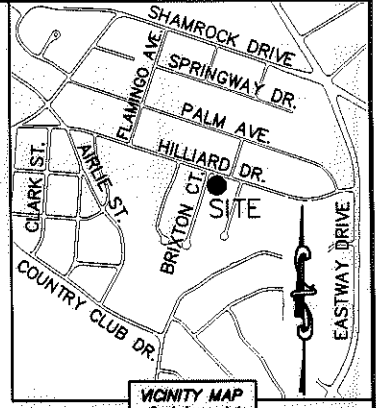 SHAMROCK DRIVE
SPRINGWAY DR.
FLAMINGO AVE.
PALM AVE.
HILLIARD DR.
CLARK ST.
AIRLIE ST.
BRIXTON CT.
SITE
EASTWAY DRIVE
COUNTRY CLUB DR.
VICINITY MAP